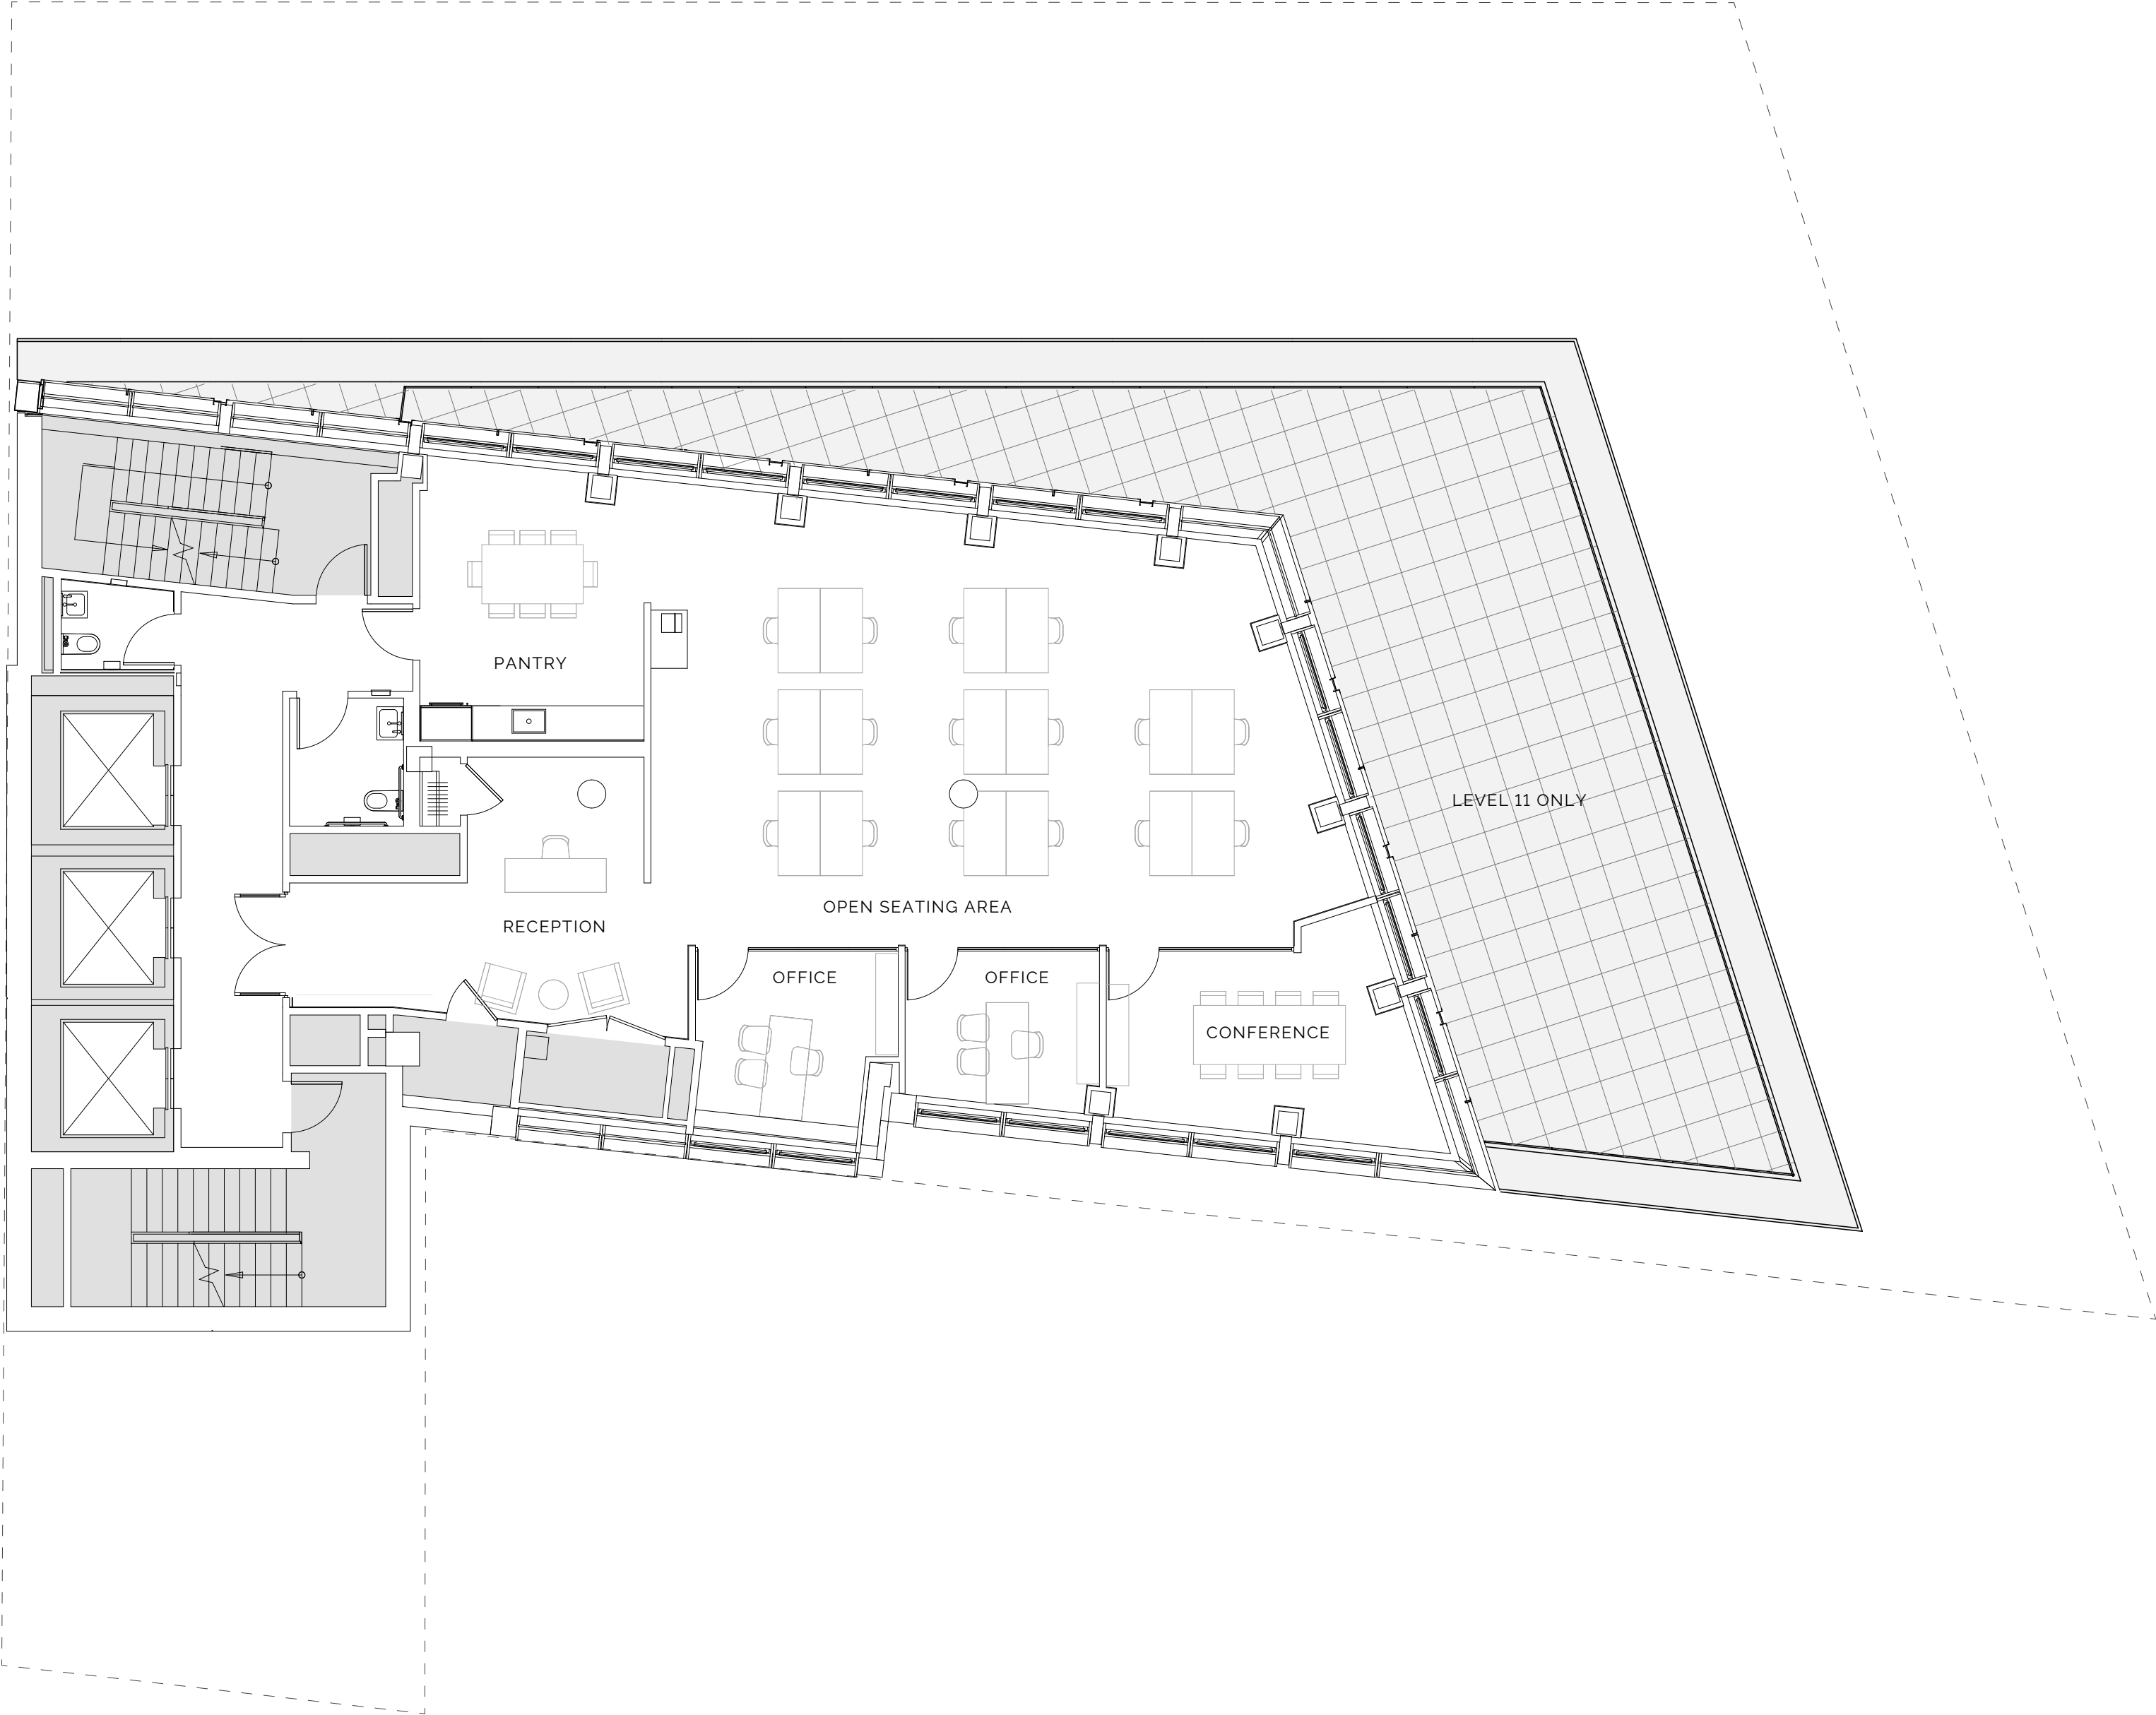 PANTRY
LEVEL 11 ONLY
OPEN SEATING AREA
RECEPTION
OFFICE
OFFICE
CONFERENCE